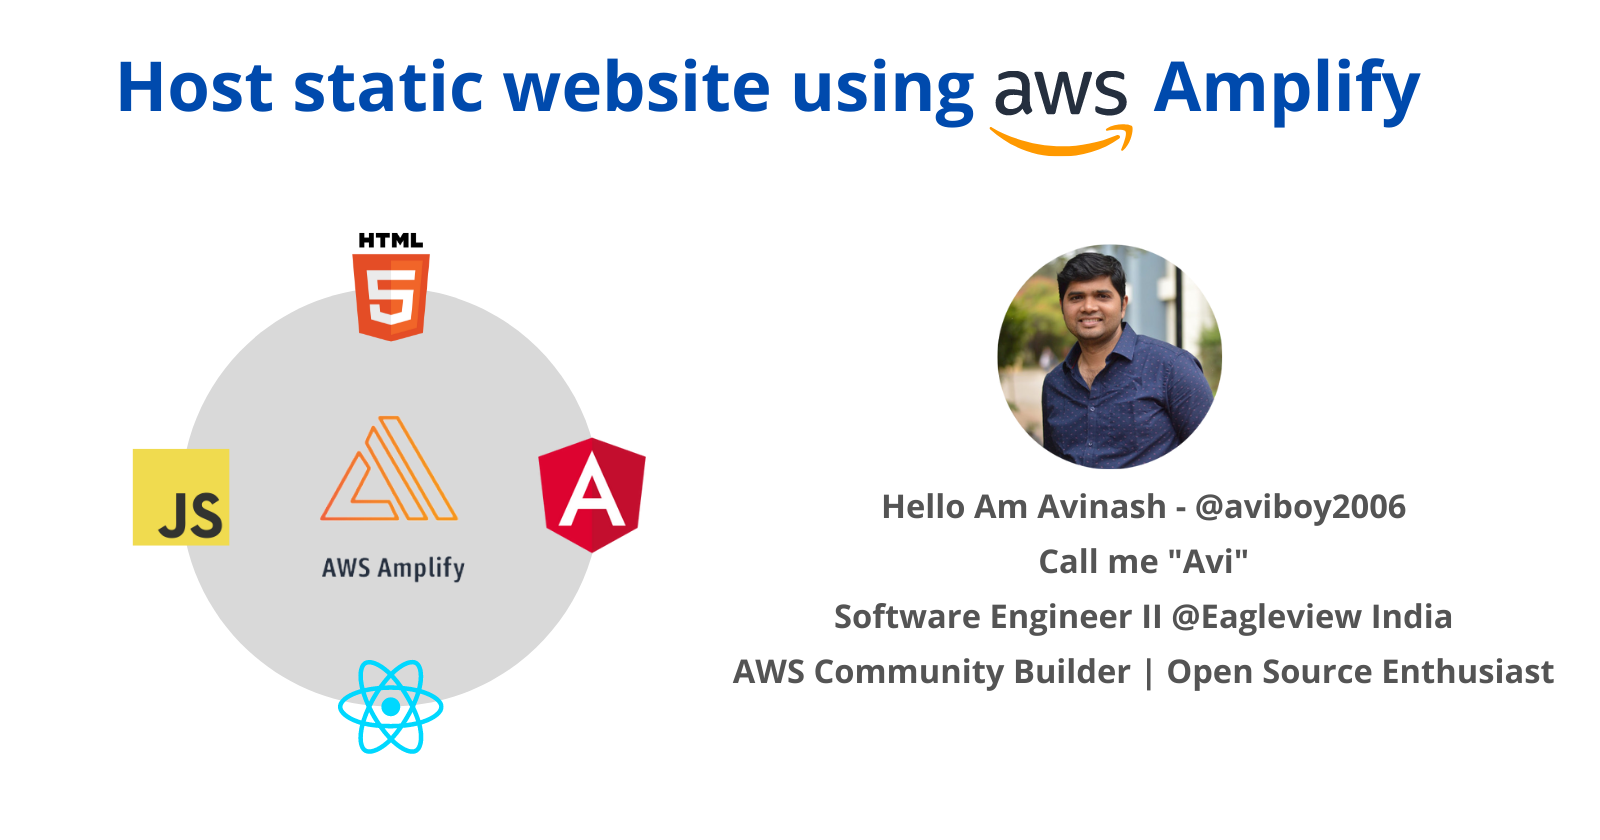 Host static website using aws Amplify
HTML
5
JS
A
AWS Amplify
Hello Am Avinash - @aviboy2006
Call me "Avi"
Software Engineer II @Eagleview India
AWS Community Builder | Open Source Enthusiast